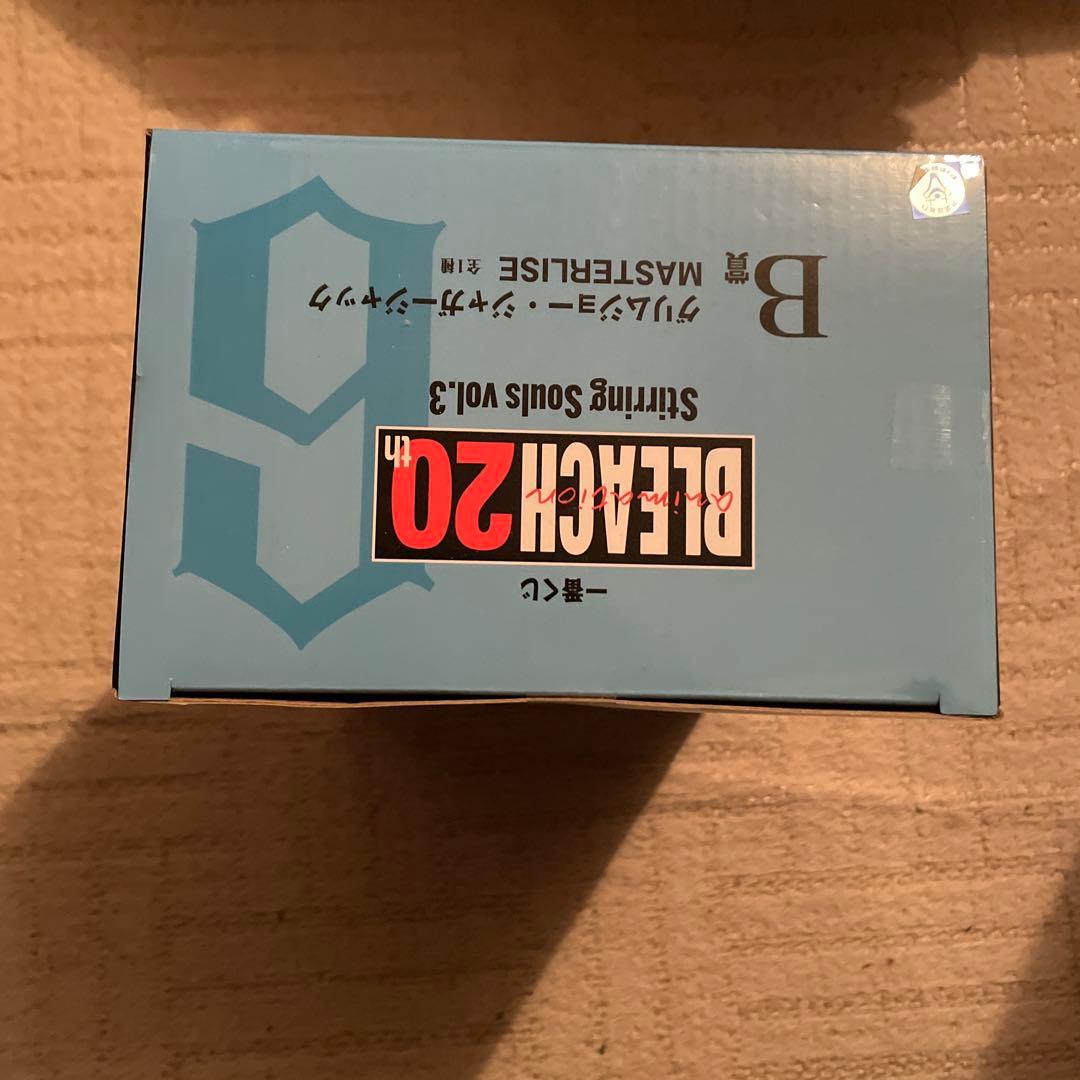 一番くじ
BLEACH 20th
animation
Stirring Souls vol.3
B賞
グリムジョー・ジャガージャック
MASTERLISE 全1種
6